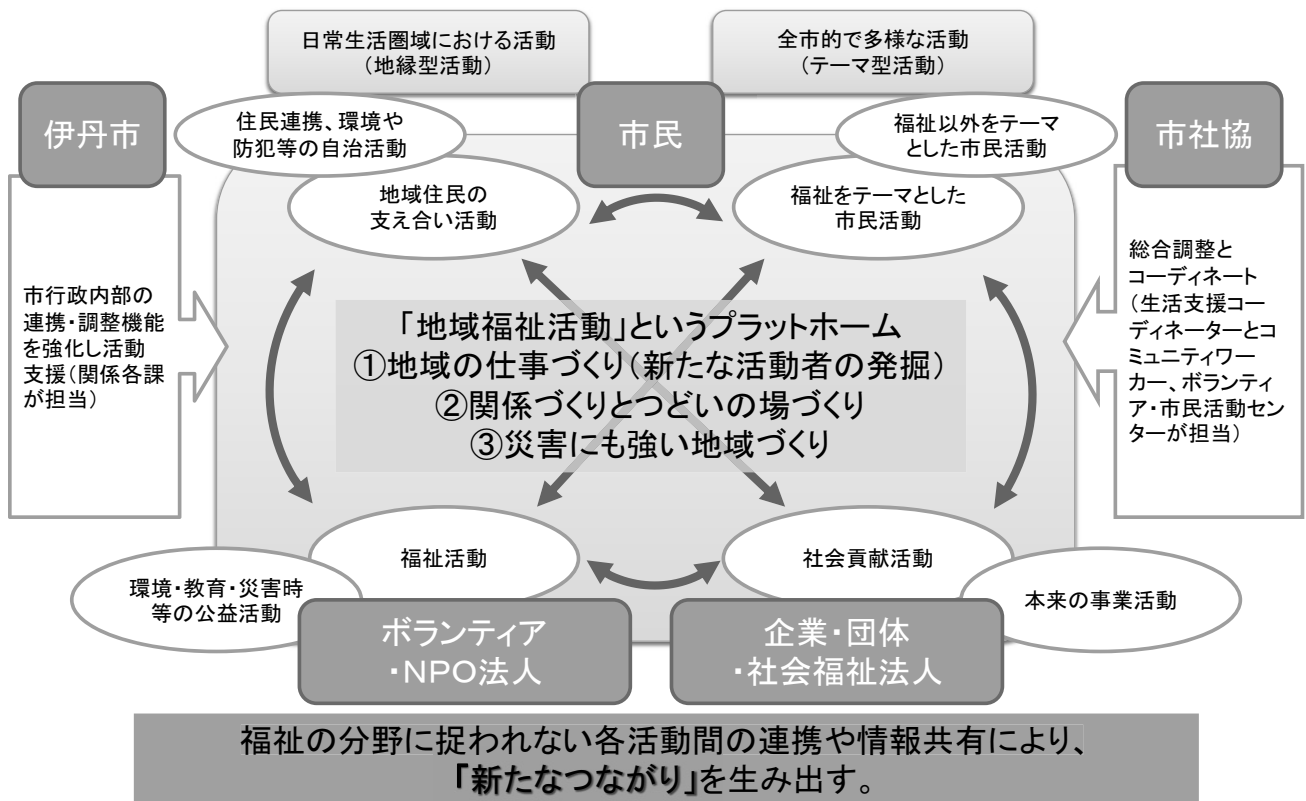 日常生活圏域における活動
（地縁型活動）
全市的で多様な活動
（テーマ型活動）
伊丹市
住民連携、環境や
防犯等の自治活動
市民
福祉以外をテーマ
とした市民活動
市社協
地域住民の
支え合い活動
福祉をテーマとした
市民活動
市行政内部の
連携・調整機能
を強化し活動
支援（関係各課
が担当）
「地域福祉活動」というプラットホーム
①地域の仕事づくり（新たな活動者の発掘）
②関係づくりとつどいの場づくり
③災害にも強い地域づくり
総合調整と
コーディネート
（生活支援コー
ディネーターとコ
ミュニティワー
カー、ボランティ
ア・市民活動セン
ターが担当）
福祉活動
社会貢献活動
環境・教育・災害時
等の公益活動
本来の事業活動
ボランティア
・NPO法人
企業・団体
・社会福祉法人
福祉の分野に捉われない各活動間の連携や情報共有により、
「新たなつながり」を生み出す。